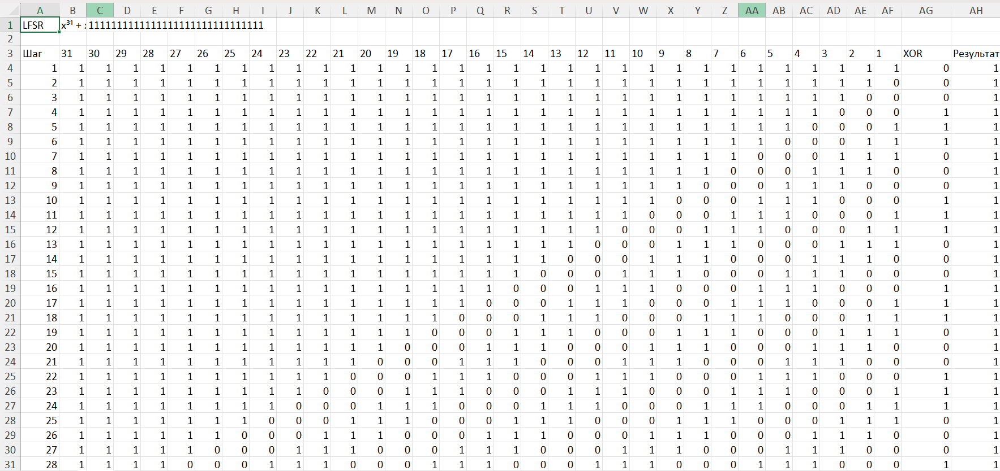 A B C D E F G H I J K L M N O P Q R S T U V W X Y Z AA AB AC AD AE AF AG AH
1 LFSR x³¹ + 1111111111111111111111111111111
2
3 Шаг 31 30 29 28 27 26 25 24 23 22 21 20 19 18 17 16 15 14 13 12 11 10 9 8 7 6 5 4 3 2 1 XOR Результат
4 1 1 1 1 1 1 1 1 1 1 1 1 1 1 1 1 1 1 1 1 1 1 1 1 1 1 1 1 1 1 1 1 0 1
5 2 1 1 1 1 1 1 1 1 1 1 1 1 1 1 1 1 1 1 1 1 1 1 1 1 1 1 1 1 1 1 0 0 1
6 3 1 1 1 1 1 1 1 1 1 1 1 1 1 1 1 1 1 1 1 1 1 1 1 1 1 1 1 1 1 0 0 0 1
7 4 1 1 1 1 1 1 1 1 1 1 1 1 1 1 1 1 1 1 1 1 1 1 1 1 1 1 1 1 0 0 0 1 1
8 5 1 1 1 1 1 1 1 1 1 1 1 1 1 1 1 1 1 1 1 1 1 1 1 1 1 1 1 0 0 0 1 1 1
9 6 1 1 1 1 1 1 1 1 1 1 1 1 1 1 1 1 1 1 1 1 1 1 1 1 1 1 0 0 0 1 1 1 1
10 7 1 1 1 1 1 1 1 1 1 1 1 1 1 1 1 1 1 1 1 1 1 1 1 1 1 0 0 0 1 1 1 0 1
11 8 1 1 1 1 1 1 1 1 1 1 1 1 1 1 1 1 1 1 1 1 1 1 1 1 0 0 0 1 1 1 0 0 1
12 9 1 1 1 1 1 1 1 1 1 1 1 1 1 1 1 1 1 1 1 1 1 1 1 0 0 0 1 1 1 0 0 0 1
13 10 1 1 1 1 1 1 1 1 1 1 1 1 1 1 1 1 1 1 1 1 1 1 0 0 0 1 1 1 0 0 0 1 1
14 11 1 1 1 1 1 1 1 1 1 1 1 1 1 1 1 1 1 1 1 1 1 0 0 0 1 1 1 0 0 0 1 1 1
15 12 1 1 1 1 1 1 1 1 1 1 1 1 1 1 1 1 1 1 1 1 0 0 0 1 1 1 0 0 0 1 1 1 1
16 13 1 1 1 1 1 1 1 1 1 1 1 1 1 1 1 1 1 1 1 0 0 0 1 1 1 0 0 0 1 1 1 0 1
17 14 1 1 1 1 1 1 1 1 1 1 1 1 1 1 1 1 1 1 0 0 0 1 1 1 0 0 0 1 1 1 0 0 1
18 15 1 1 1 1 1 1 1 1 1 1 1 1 1 1 1 1 1 0 0 0 1 1 1 0 0 0 1 1 1 0 0 0 1
19 16 1 1 1 1 1 1 1 1 1 1 1 1 1 1 1 1 0 0 0 1 1 1 0 0 0 1 1 1 0 0 0 1 1
20 17 1 1 1 1 1 1 1 1 1 1 1 1 1 1 1 0 0 0 1 1 1 0 0 0 1 1 1 0 0 0 1 1 1
21 18 1 1 1 1 1 1 1 1 1 1 1 1 1 1 0 0 0 1 1 1 0 0 0 1 1 1 0 0 0 1 1 1 1
22 19 1 1 1 1 1 1 1 1 1 1 1 1 1 0 0 0 1 1 1 0 0 0 1 1 1 0 0 0 1 1 1 0 1
23 20 1 1 1 1 1 1 1 1 1 1 1 1 0 0 0 1 1 1 0 0 0 1 1 1 0 0 0 1 1 1 0 0 1
24 21 1 1 1 1 1 1 1 1 1 1 1 0 0 0 1 1 1 0 0 0 1 1 1 0 0 0 1 1 1 0 0 0 1
25 22 1 1 1 1 1 1 1 1 1 1 0 0 0 1 1 1 0 0 0 1 1 1 0 0 0 1 1 1 0 0 0 1 1
26 23 1 1 1 1 1 1 1 1 1 0 0 0 1 1 1 0 0 0 1 1 1 0 0 0 1 1 1 0 0 0 1 1 1
27 24 1 1 1 1 1 1 1 1 0 0 0 1 1 1 0 0 0 1 1 1 0 0 0 1 1 1 0 0 0 1 1 1 1
28 25 1 1 1 1 1 1 1 0 0 0 1 1 1 0 0 0 1 1 1 0 0 0 1 1 1 0 0 0 1 1 1 0 1
29 26 1 1 1 1 1 1 0 0 0 1 1 1 0 0 0 1 1 1 0 0 0 1 1 1 0 0 0 1 1 1 0 0 1
30 27 1 1 1 1 1 0 0 0 1 1 1 0 0 0 1 1 1 0 0 0 1 1 1 0 0 0 1 1 1 0 0 0 1
31 28 1 1 1 1 0 0 0 1 1 1 0 0 0 1 1 1 0 0 0 1 1 1 0 0 0 1 1 1 0 0 0 1 1